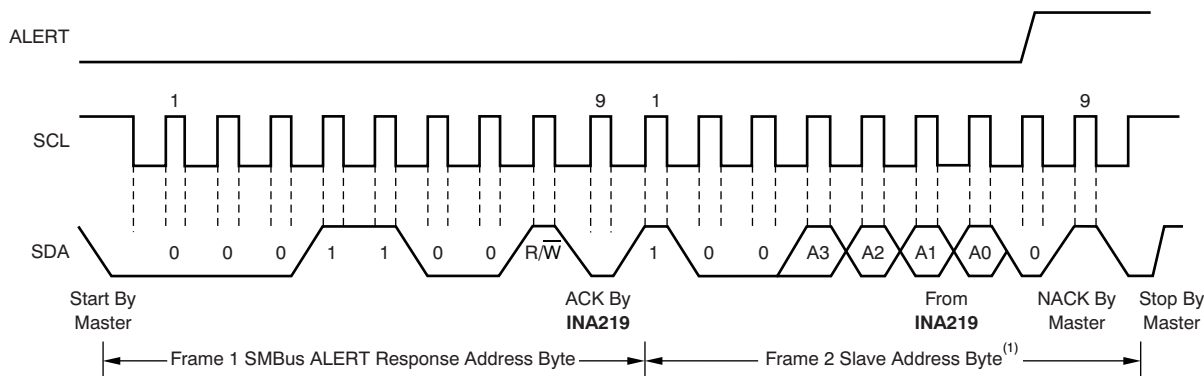 ALERT
1 9 1 9
SCL
SDA 0 0 0 1 1 0 0 R/W̅ 1 0 0 A3 A2 A1 A0 0
Start By
Master
ACK By
INA219
From
INA219
NACK By
Master
Stop By
Master
Frame 1 SMBus ALERT Response Address Byte
Frame 2 Slave Address Byte(1)